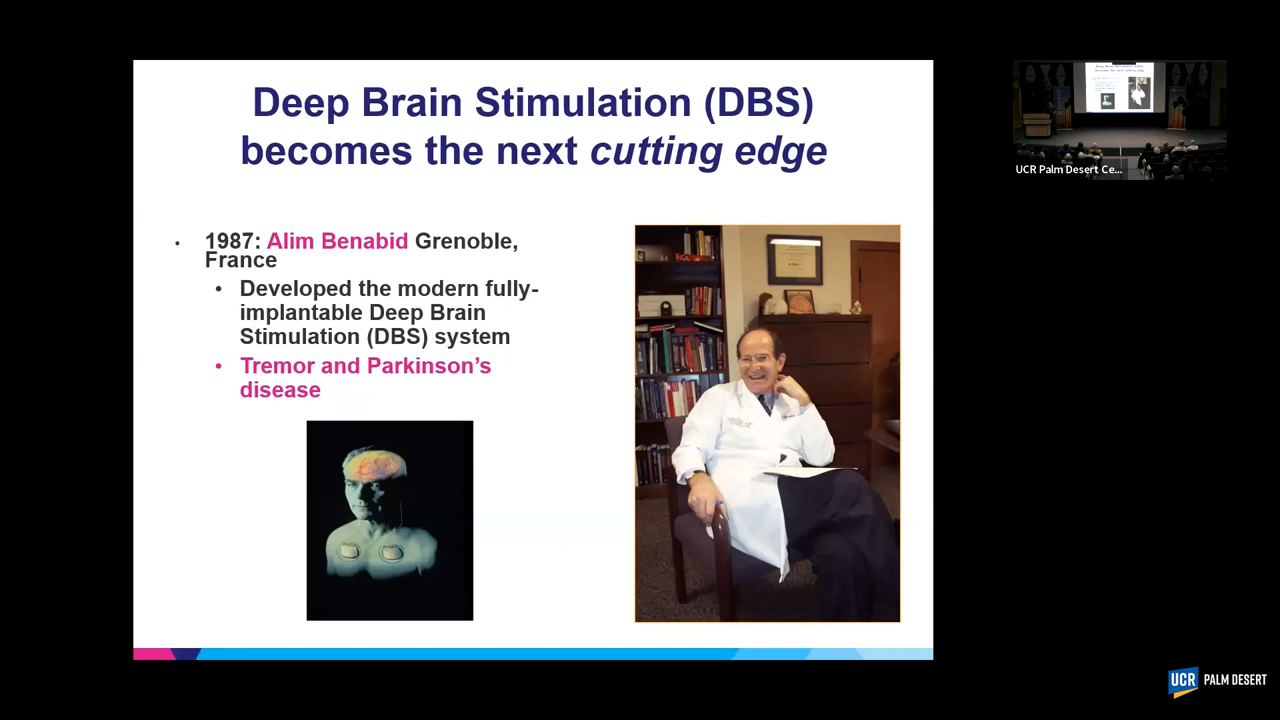 Deep Brain Stimulation (DBS)
becomes the next cutting edge
• 1987: Alim Benabid Grenoble,
France
• Developed the modern fully-
implantable Deep Brain
Stimulation (DBS) system
• Tremor and Parkinson’s
disease
UCR Palm Desert Ce...
UCR PALM DESERT